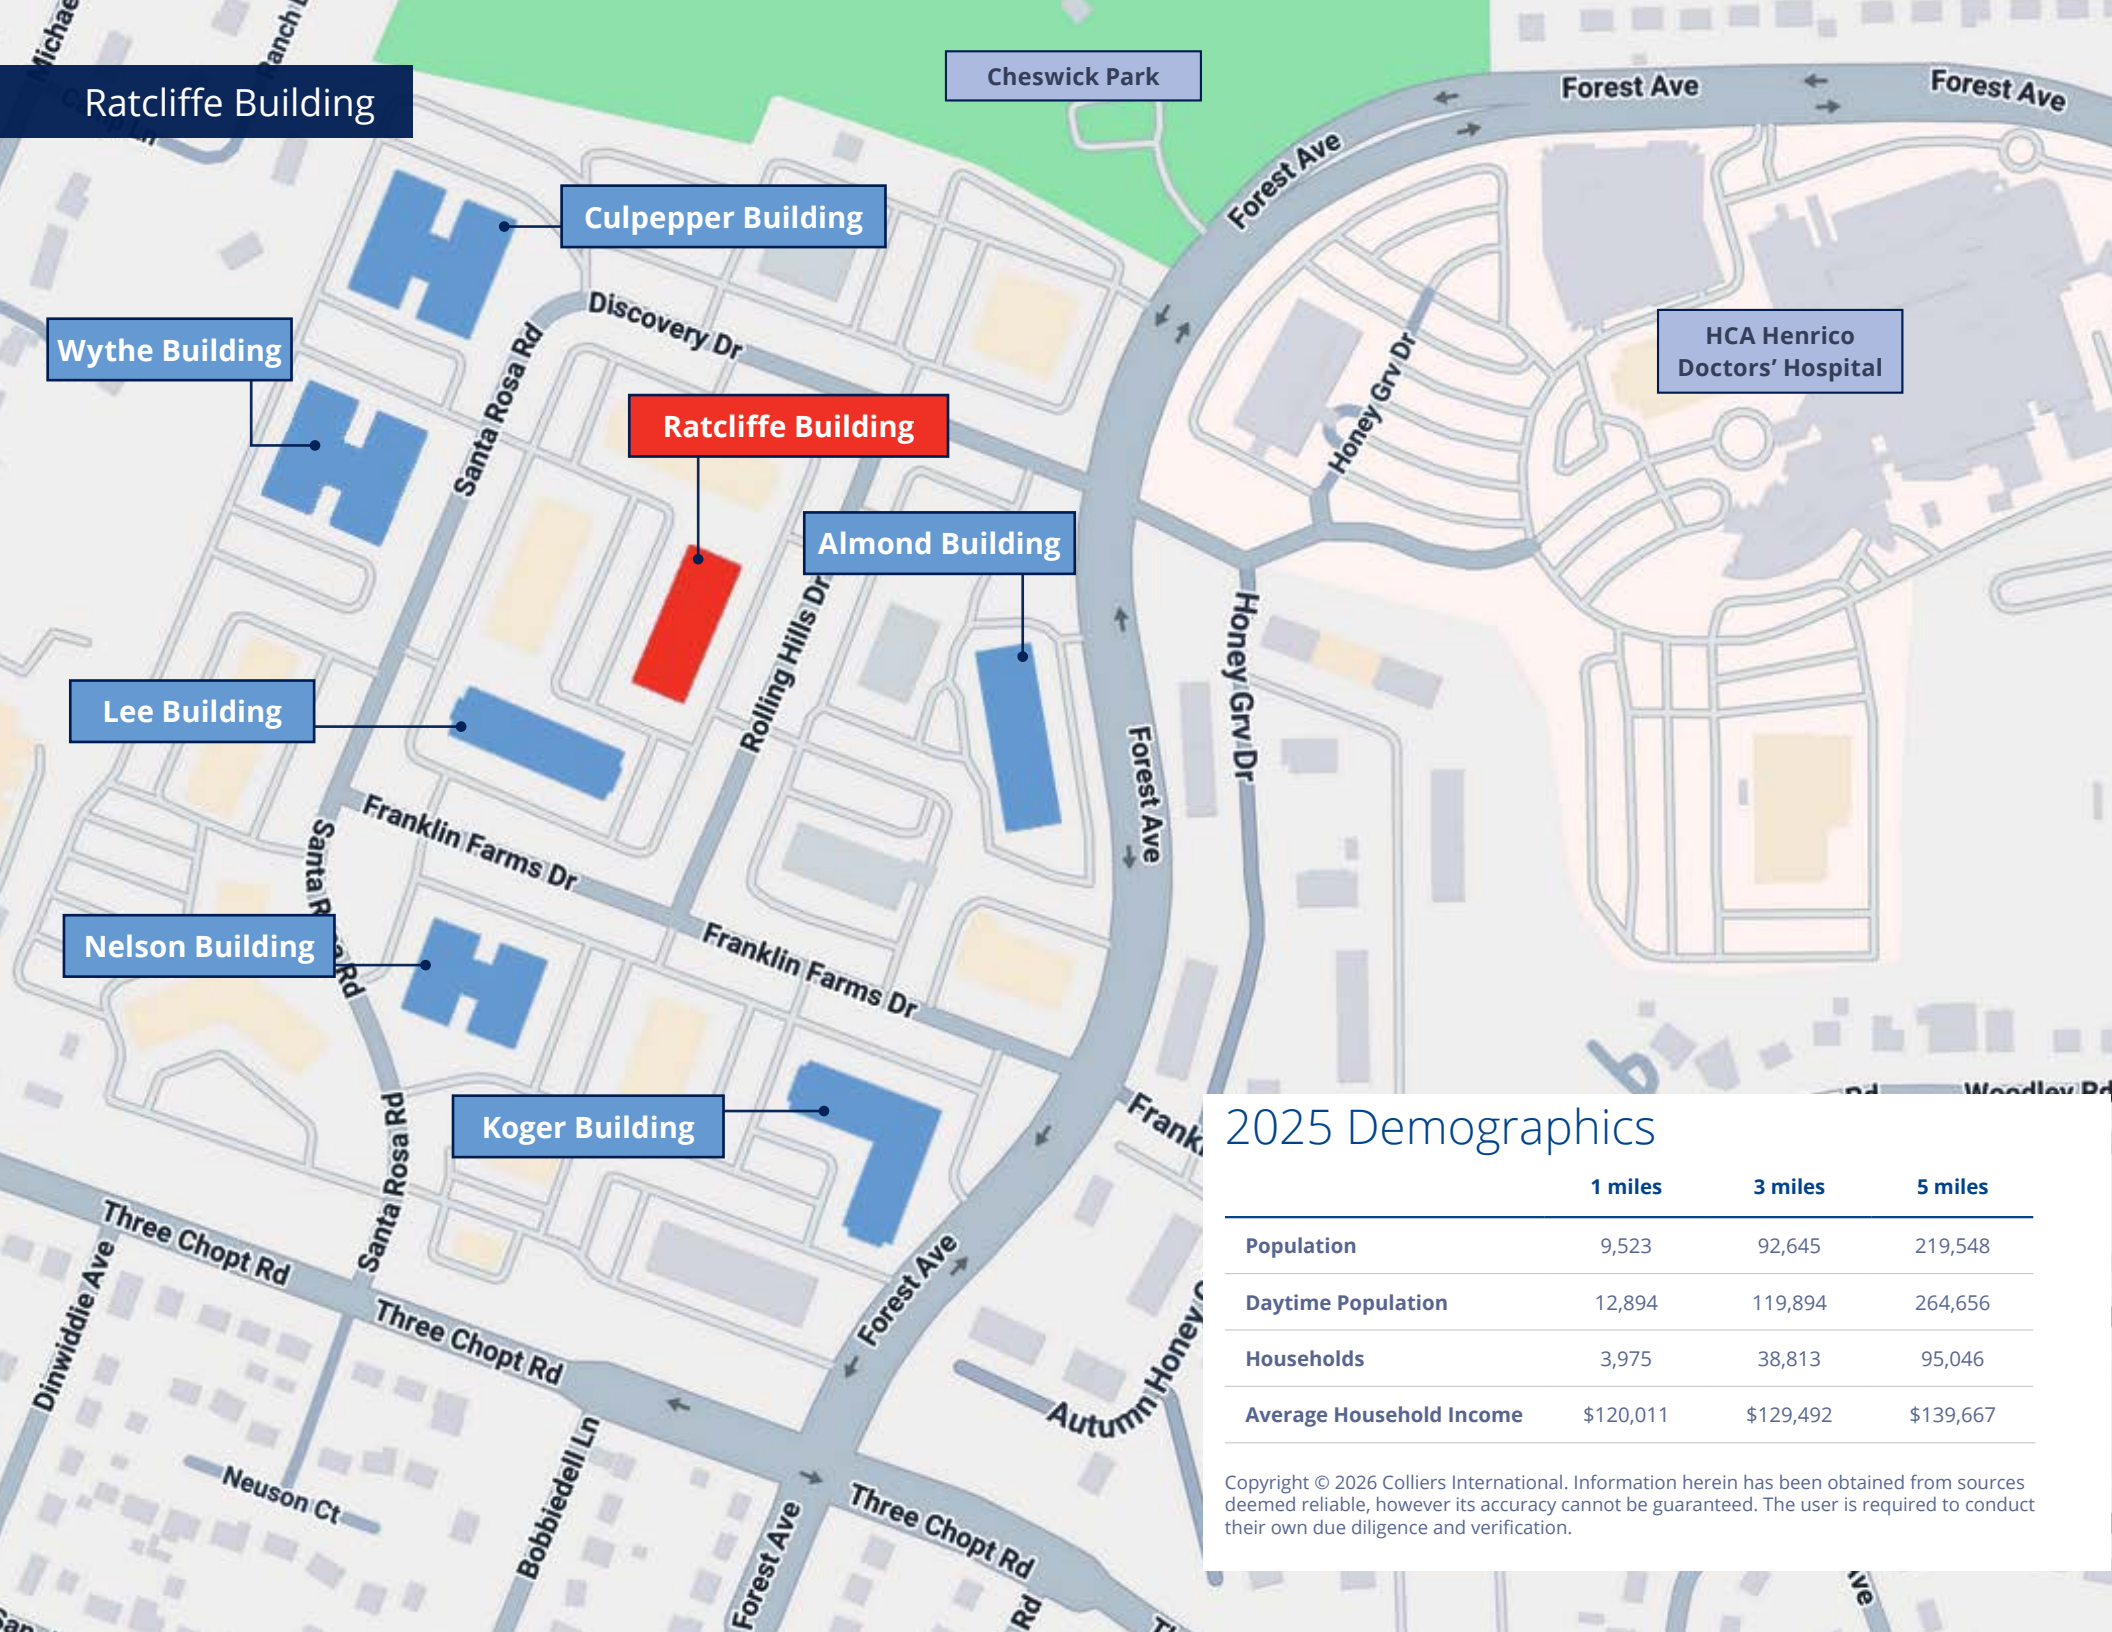 Ratcliffe Building
Cheswick Park
Forest Ave
Forest Ave
Forest Ave
Culpepper Building
Discovery Dr
Santa Rosa Rd
Wythe Building
HCA Henrico
Doctors’ Hospital
Honey Grv Dr
Ratcliffe Building
Almond Building
Rolling Hills Dr
Honey Grv Dr
Lee Building
Forest Ave
Franklin Farms Dr
Nelson Building
Franklin Farms Dr
Koger Building
Santa Rosa Rd
Woodley Rd
Three Chopt Rd
Dinwiddie Ave
Three Chopt Rd
Forest Ave
Neuson Ct
Bobbiedell Ln
Forest Ave
Three Chopt Rd
Rd
Autumn Honey
2025 Demographics
1 miles 3 miles 5 miles
Population 9,523 92,645 219,548
Daytime Population 12,894 119,894 264,656
Households 3,975 38,813 95,046
Average Household Income $120,011 $129,492 $139,667
Copyright © 2026 Colliers International. Information herein has been obtained from sources
deemed reliable, however its accuracy cannot be guaranteed. The user is required to conduct
their own due diligence and verification.